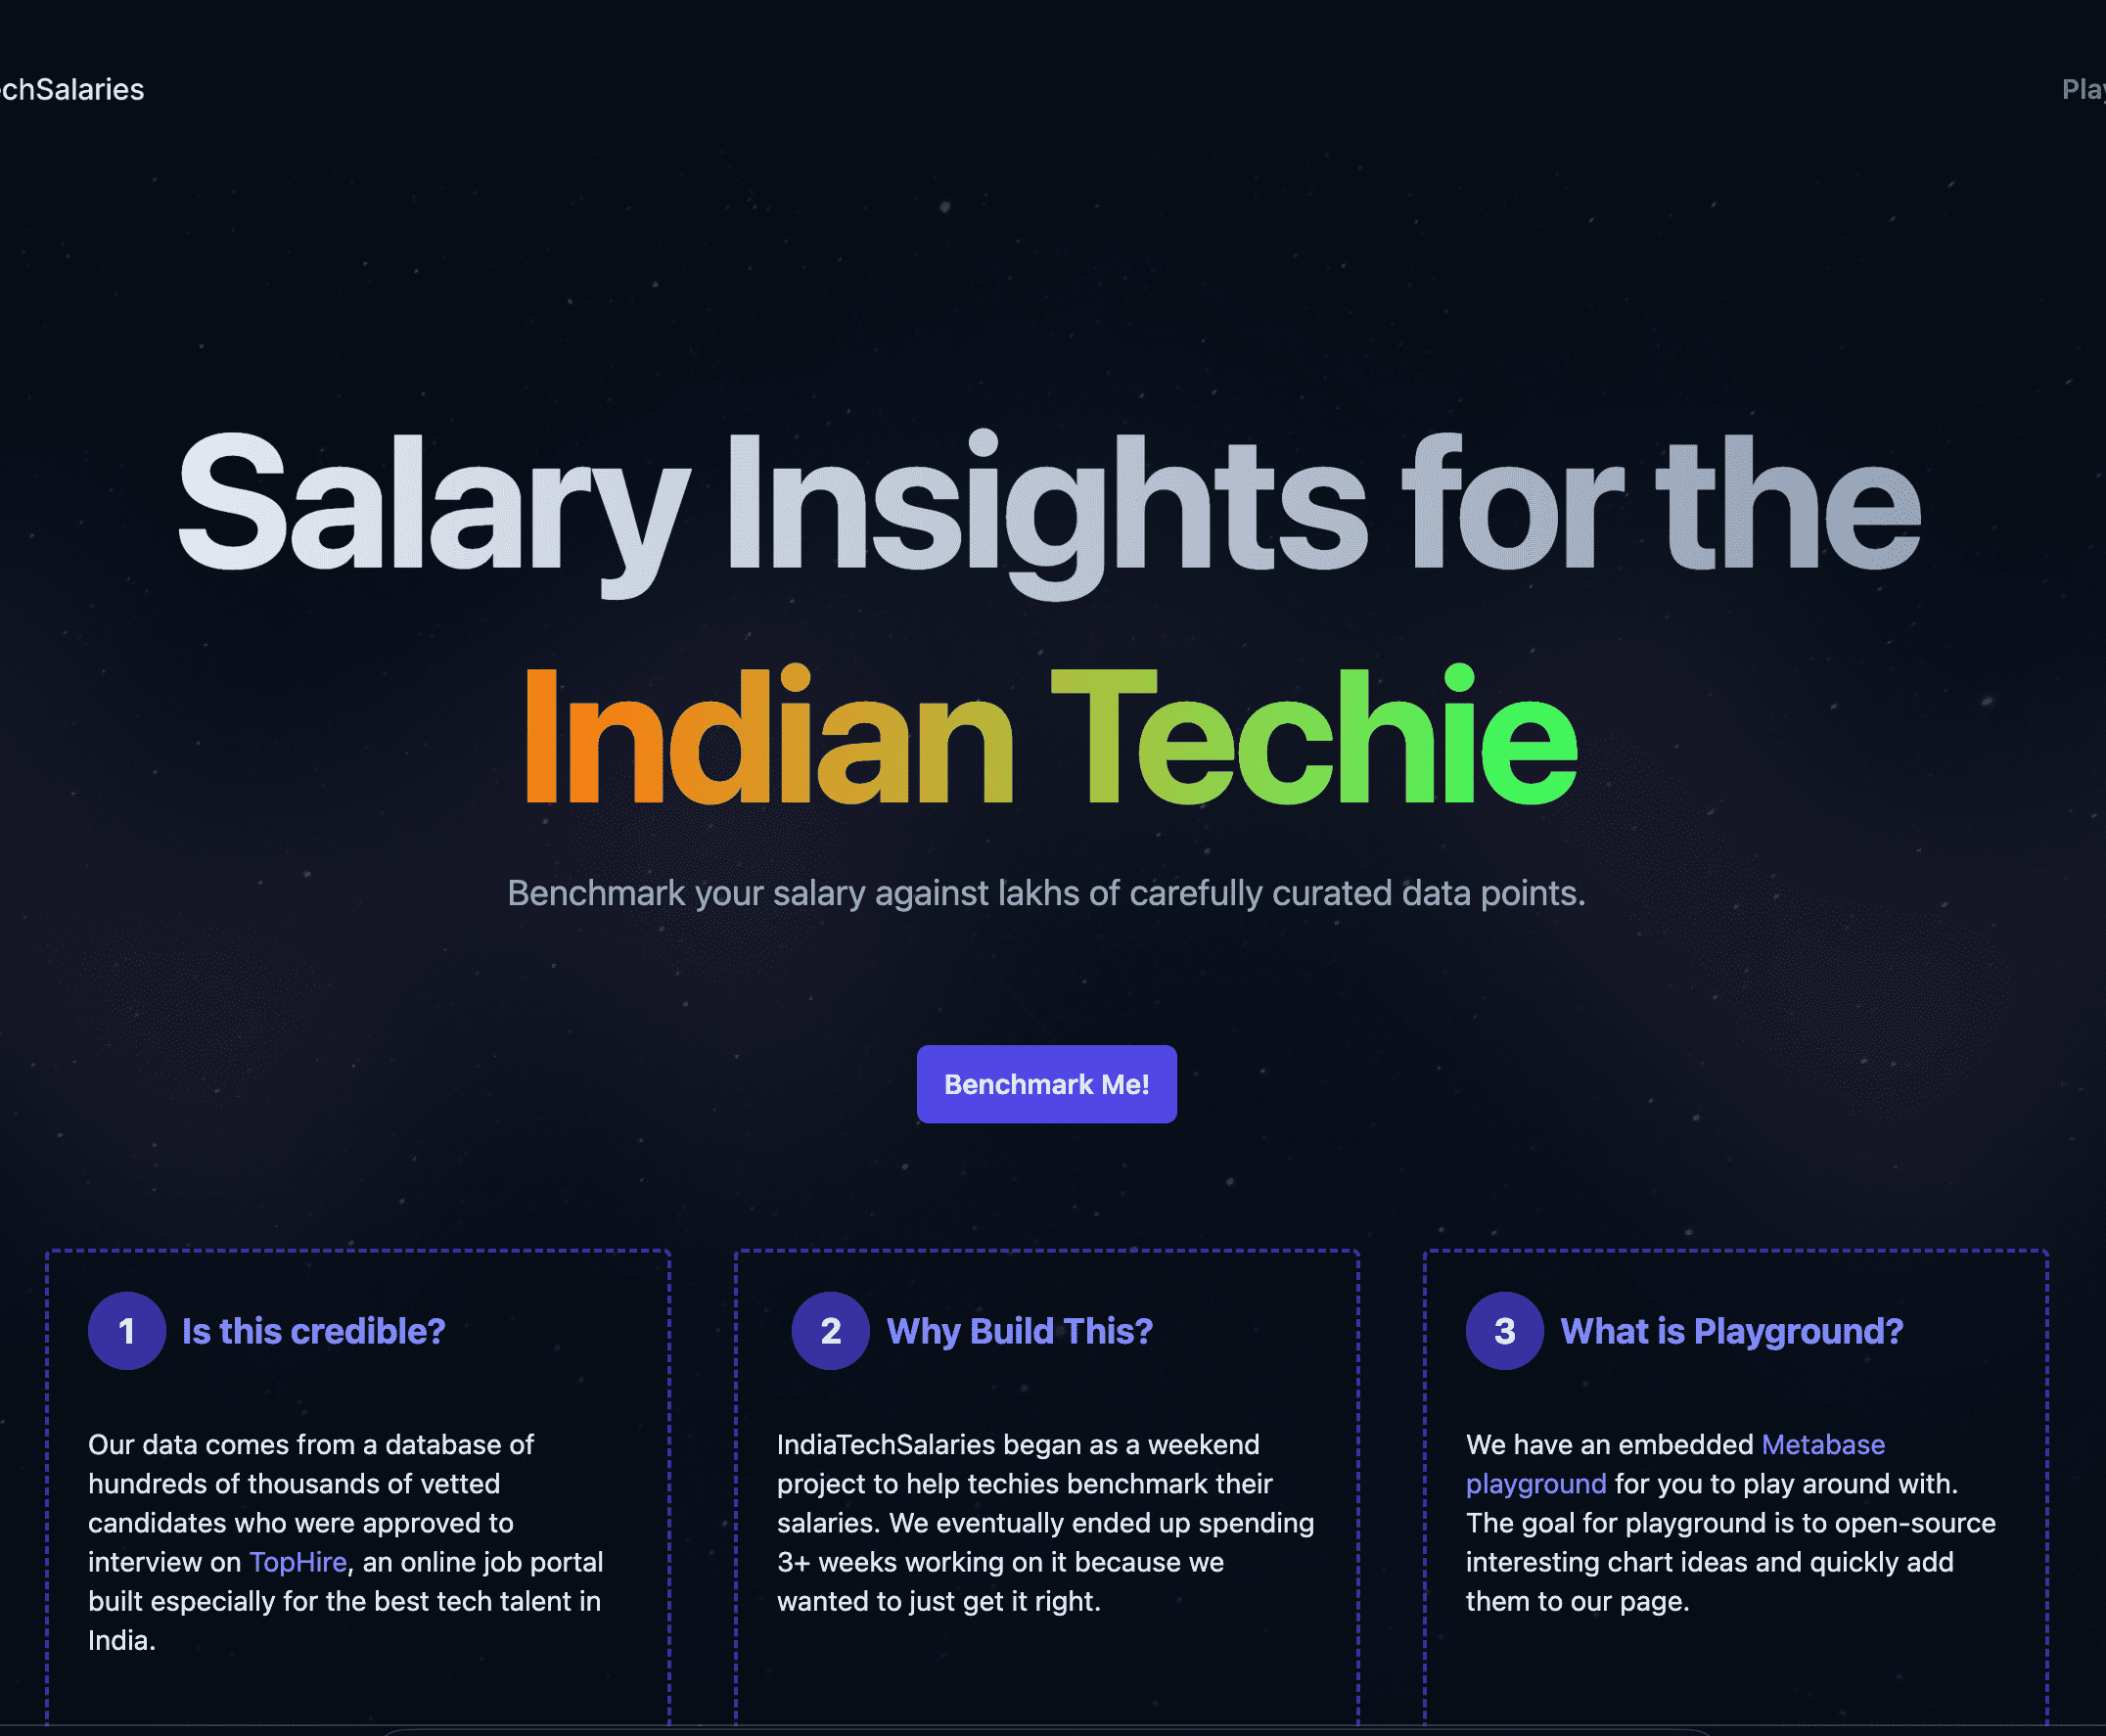 chSalaries
Play
Salary Insights for the
Indian Techie
Benchmark your salary against lakhs of carefully curated data points.
Benchmark Me!
1 Is this credible?
Our data comes from a database of
hundreds of thousands of vetted
candidates who were approved to
interview on TopHire, an online job portal
built especially for the best tech talent in
India.
2 Why Build This?
IndiaTechSalaries began as a weekend
project to help techies benchmark their
salaries. We eventually ended up spending
3+ weeks working on it because we
wanted to just get it right.
3 What is Playground?
We have an embedded Metabase
playground for you to play around with.
The goal for playground is to open-source
interesting chart ideas and quickly add
them to our page.